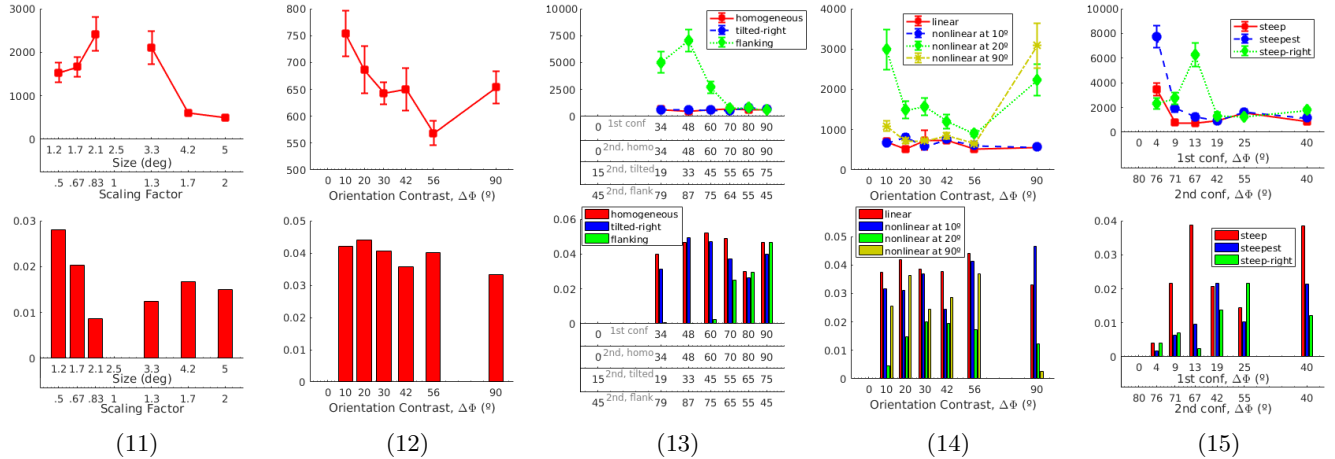 3000
2000
1000
0
1.2 1.7 2.1 2.5 3.3 4.2 5
Size (deg)
.5 .67 .83 1 1.3 1.7 2
Scaling Factor
800
750
700
650
600
550
500
0 10 20 30 42 56 90
Orientation Contrast, ΔΦ (º)
10000
8000
6000
4000
2000
0
homogeneous
tilted-right
flanking
1st conf
0 34 48 60 70 80 90
2nd, homo
0 34 48 60 70 80 90
2nd, tilted
15 19 33 45 55 65 75
2nd, flank
45 79 87 75 65 55 45
4000
3000
2000
1000
0
linear
nonlinear at 10º
nonlinear at 20º
nonlinear at 90º
0 10 20 30 42 56 90
Orientation Contrast, ΔΦ (º)
10000
8000
6000
4000
2000
0
steep
steepest
steep-right
0 4 9 13 19 25 40
1st conf, ΔΦ (º)
80 76 71 67 42 55 40
2nd conf, ΔΦ (º)
0.03
0.02
0.01
0
1.2 1.7 2.1 2.5 3.3 4.2 5
Size (deg)
.5 .67 .83 1 1.3 1.7 2
Scaling Factor
0.05
0.04
0.03
0.02
0.01
0
0 10 20 30 42 56 90
Orientation Contrast, ΔΦ (º)
0.06
0.04
0.02
0
homogeneous
tilted-right
flanking
1st conf
0 34 48 60 70 80 90
2nd, homo
0 34 48 60 70 80 90
2nd, tilted
15 19 33 45 55 65 75
2nd, flank
45 79 87 75 65 55 45
0.05
0.04
0.03
0.02
0.01
0
linear
nonlinear at 10º
nonlinear at 20º
nonlinear at 90º
0 10 20 30 42 56 90
Orientation Contrast, ΔΦ (º)
0.04
0.03
0.02
0.01
0
steep
steepest
steep-right
0 4 9 13 19 25 40
1st conf, ΔΦ (º)
80 76 71 67 42 55 40
2nd conf, ΔΦ (º)
(11) (12) (13) (14) (15)